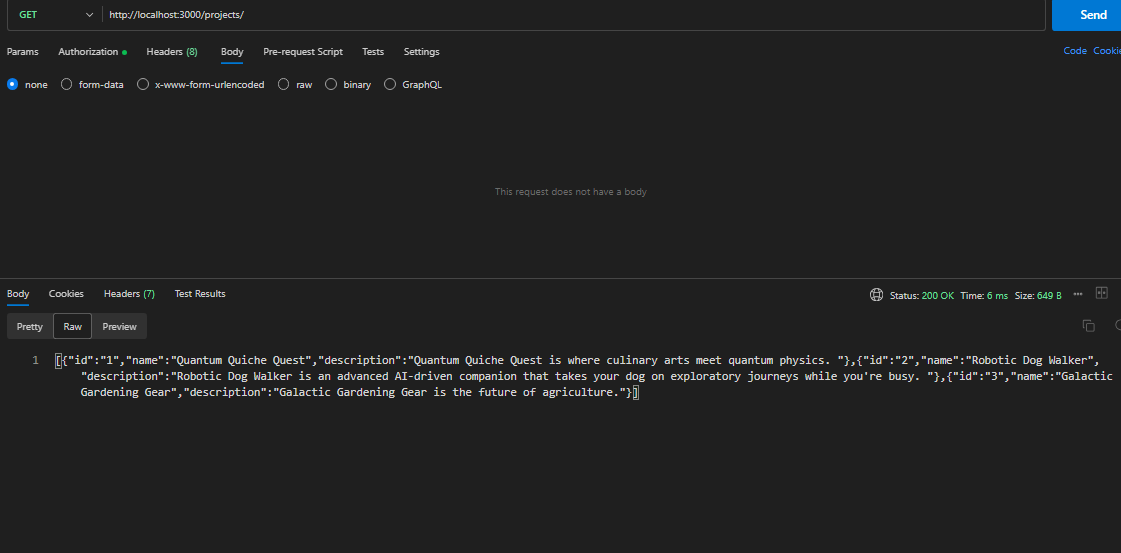 GET http://localhost:3000/projects/ Send
Params Authorization Headers (8) Body Pre-request Script Tests Settings Code Cookie
none form-data x-www-form-urlencoded raw binary GraphQL
This request does not have a body
Body Cookies Headers (7) Test Results Status: 200 OK Time: 6 ms Size: 649 B
Pretty Raw Preview
1 [{"id":"1","name":"Quantum Quiche Quest","description":"Quantum Quiche Quest is where culinary arts meet quantum physics. "},{"id":"2","name":"Robotic Dog Walker",
"description":"Robotic Dog Walker is an advanced AI-driven companion that takes your dog on exploratory journeys while you're busy. "},{"id":"3","name":"Galactic
Gardening Gear","description":"Galactic Gardening Gear is the future of agriculture."}]